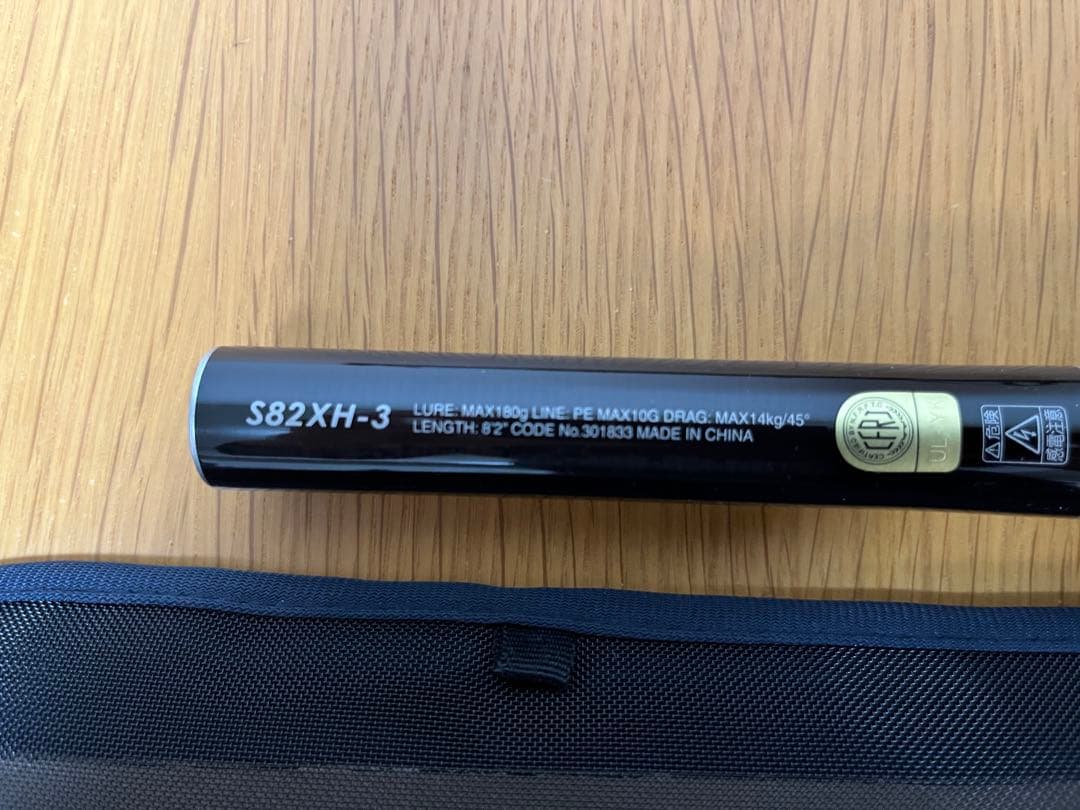 S82XH-3
LURE: MAX180g LINE: PE MAX10G DRAG: MAX14kg/45°
LENGTH: 8'2" CODE No.301833 MADE IN CHINA
CFRP
危険
感電注意